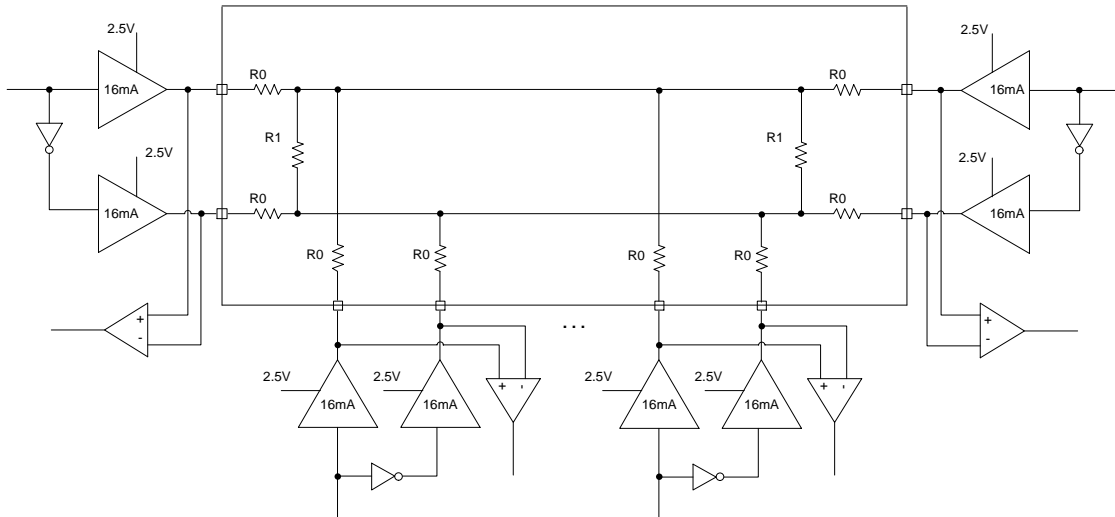 2.5V
2.5V
16mA
R0
R0
16mA
R1
R1
2.5V
2.5V
16mA
R0
R0
16mA
R0
R0
R0
R0
+
-
+
-
. . .
2.5V
2.5V
+
-
2.5V
2.5V
+
-
16mA
16mA
16mA
16mA